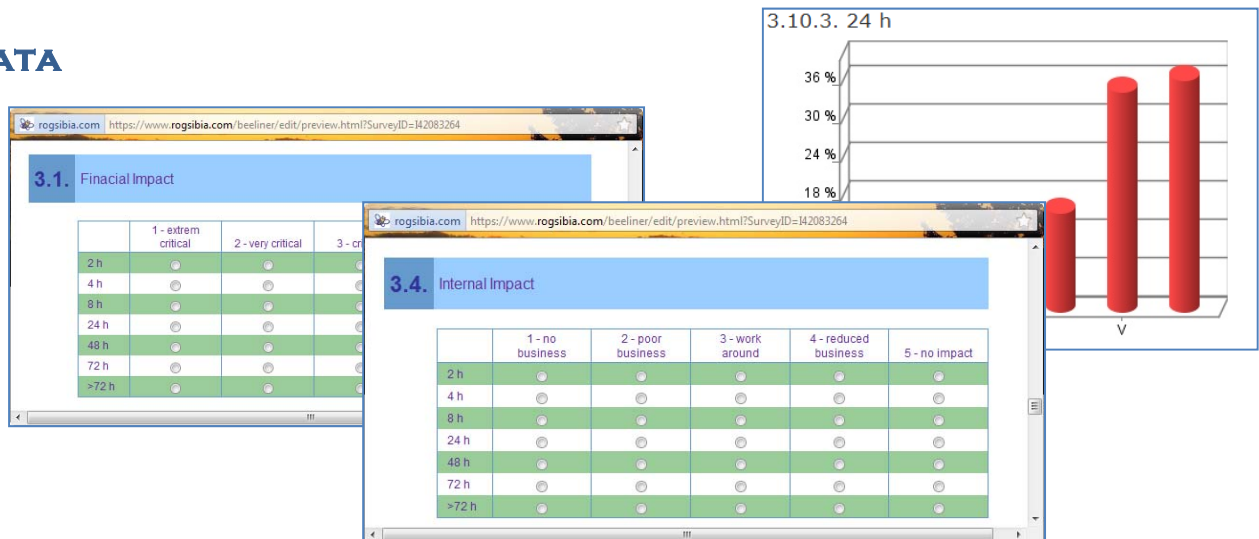 ATA
3.10.3. 24 h
36 %
30 %
24 %
18 %
V
rogsibia.com https://www.rogsibia.com/beeliner/edit/preview.html?SurveyID=I42083264
3.1. Finacial Impact
1 - extrem critical 2 - very critical 3 - cr
2 h
4 h
8 h
24 h
48 h
72 h
>72 h
rogsibia.com https://www.rogsibia.com/beeliner/edit/preview.html?SurveyID=I42083264
3.4. Internal Impact
1 - no business 2 - poor business 3 - work around 4 - reduced business 5 - no impact
2 h
4 h
8 h
24 h
48 h
72 h
>72 h